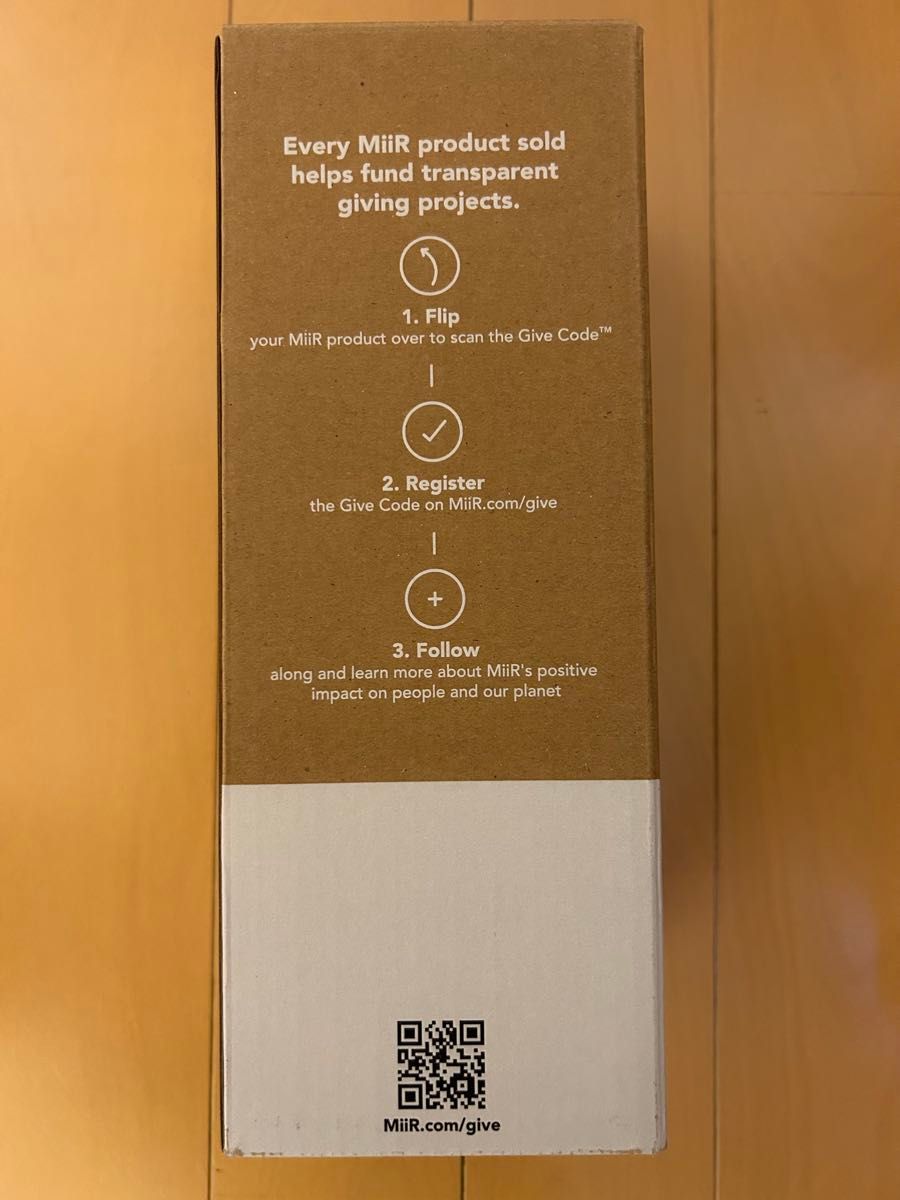 Every MiiR product sold
helps fund transparent
giving projects.
1. Flip
your MiiR product over to scan the Give Code™
2. Register
the Give Code on MiiR.com/give
3. Follow
along and learn more about MiiR's positive
impact on people and our planet
MiiR.com/give